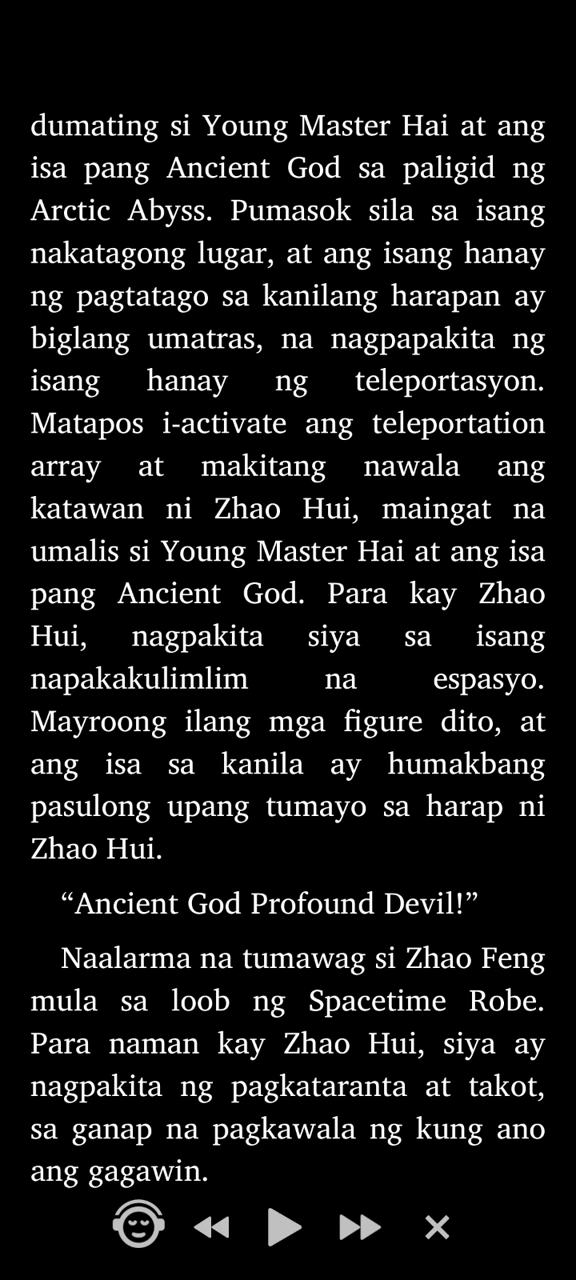 dumating si Young Master Hai at ang
isa pang Ancient God sa paligid ng
Arctic Abyss. Pumasok sila sa isang
nakatagong lugar, at ang isang hanay
ng pagtatago sa kanilang harapan ay
biglang umatras, na nagpapakita ng
isang hanay ng teleportasyon.
Matapos i-activate ang teleportation
array at makitang nawala ang
katawan ni Zhao Hui, maingat na
umalis si Young Master Hai at ang isa
pang Ancient God. Para kay Zhao
Hui, nagpakita siya sa isang
napakakulimlim na espasyo.
Mayroong ilang mga figure dito, at
ang isa sa kanila ay humakbang
pasulong upang tumayo sa harap ni
Zhao Hui.
“Ancient God Profound Devil!”
Naalarma na tumawag si Zhao Feng
mula sa loob ng Spacetime Robe.
Para naman kay Zhao Hui, siya ay
nagpakita ng pagkataranta at takot,
sa ganap na pagkawala ng kung ano
ang gagawin.